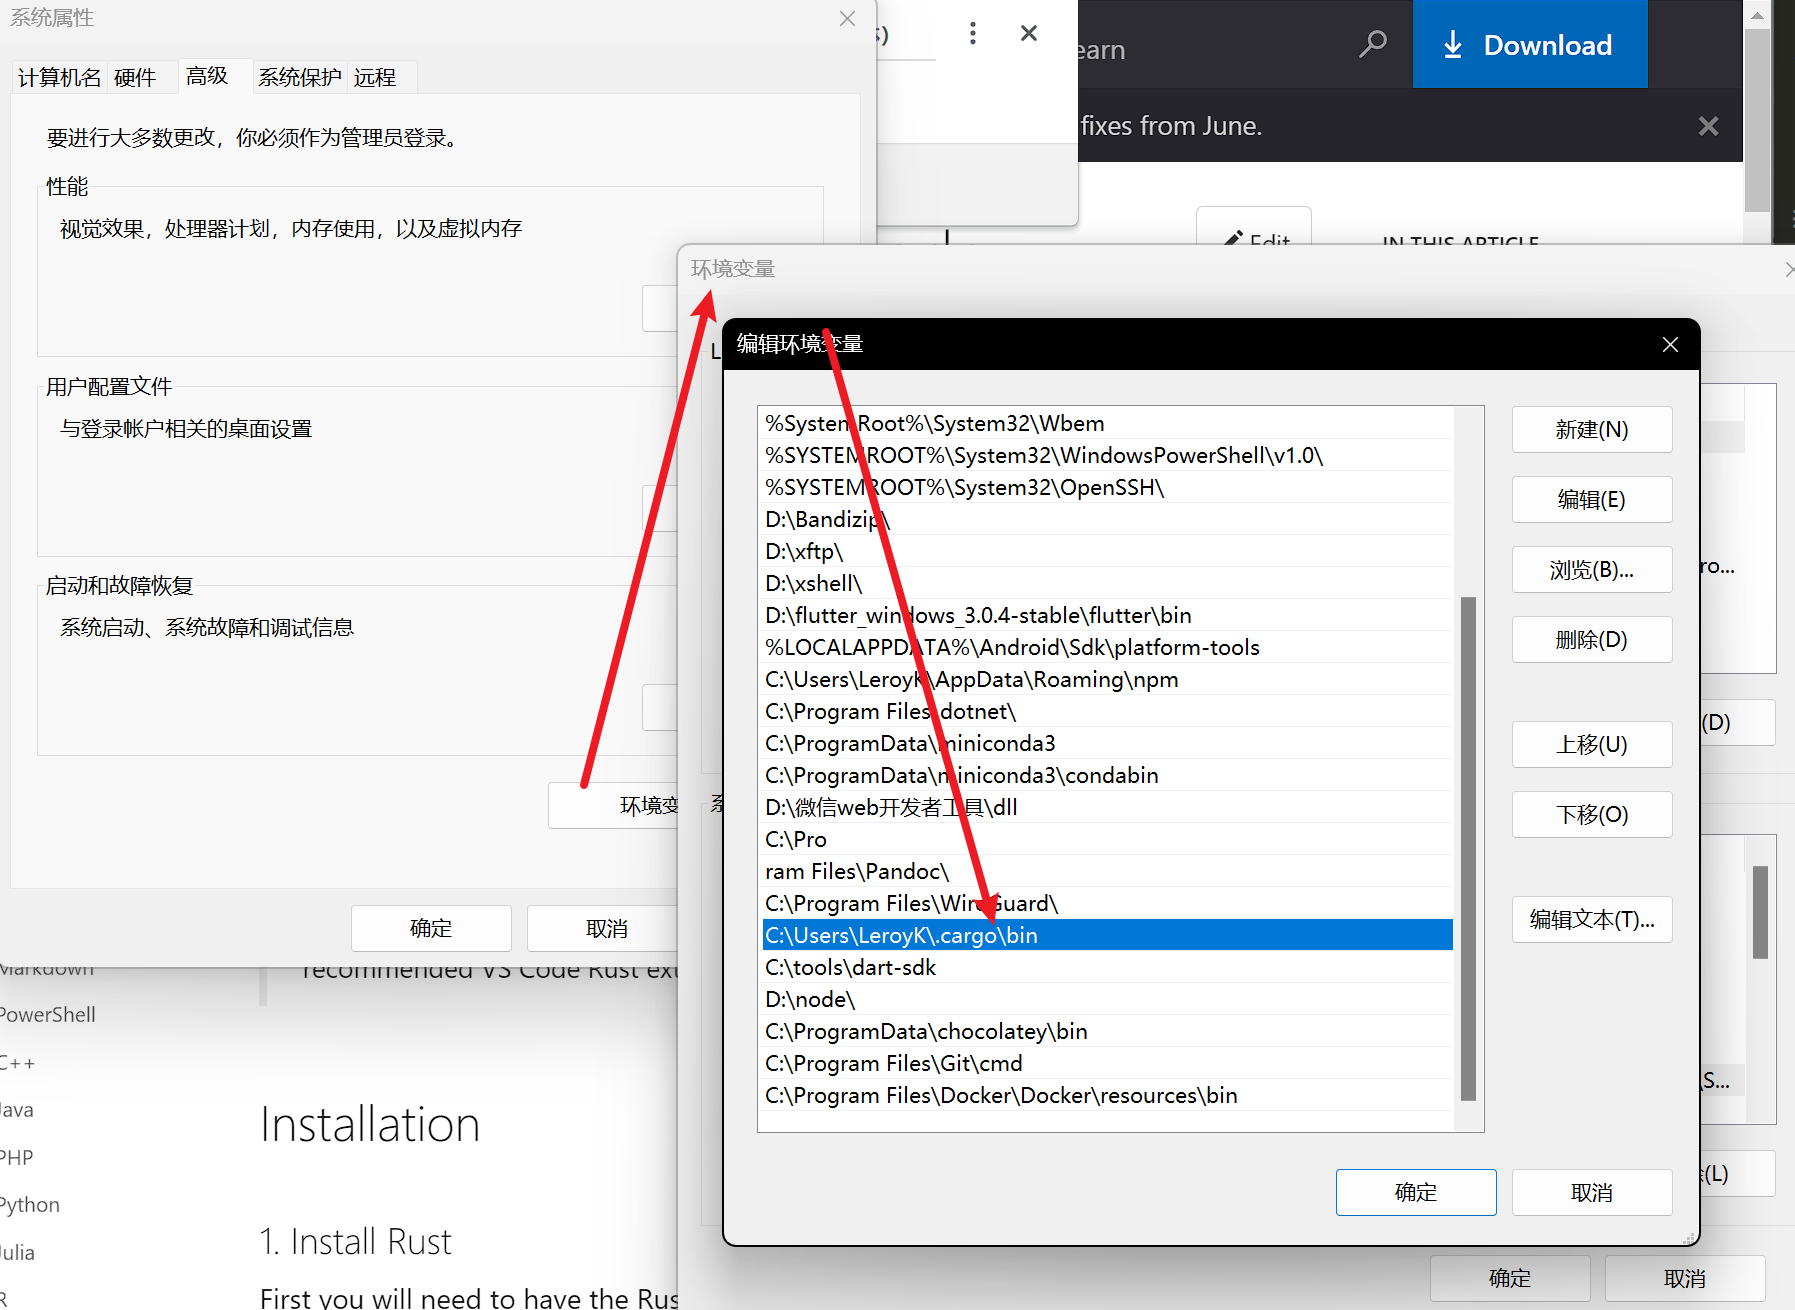 系统属性
计算机名
硬件
高级
系统保护
远程
要进行大多数更改，你必须作为管理员登录。
性能
视觉效果，处理器计划，内存使用，以及虚拟内存
用户配置文件
与登录帐户相关的桌面设置
启动和故障恢复
系统启动、系统故障和调试信息
环境变
确定
取消
earn
Download
fixes from June.
Edit
IN THIS ARTICLE
环境变量
编辑环境变量
%SystemRoot%\System32\Wbem
%SYSTEMROOT%\System32\WindowsPowerShell\v1.0\
%SYSTEMROOT%\System32\OpenSSH\
D:\Bandizip\
D:\xftp\
D:\xshell\
D:\flutter_windows_3.0.4-stable\flutter\bin
%LOCALAPPDATA%\Android\Sdk\platform-tools
C:\Users\LeroyK\AppData\Roaming\npm
C:\Program Files\dotnet\
C:\ProgramData\miniconda3
C:\ProgramData\miniconda3\condabin
D:\微信web开发者工具\dll
C:\Pro
ram Files\Pandoc\
C:\Program Files\WireGuard\
C:\Users\LeroyK\.cargo\bin
C:\tools\dart-sdk
D:\node\
C:\ProgramData\chocolatey\bin
C:\Program Files\Git\cmd
C:\Program Files\Docker\Docker\resources\bin
新建(N)
编辑(E)
浏览(B)...
删除(D)
上移(U)
下移(O)
编辑文本(T)...
确定
取消
ro...
(D)
\S...
(L)
系
确定
取消
Markdown
PowerShell
C++
Java
PHP
Python
Julia
R
recommended VS Code Rust ext
Installation
1. Install Rust
First you will need to have the Rus